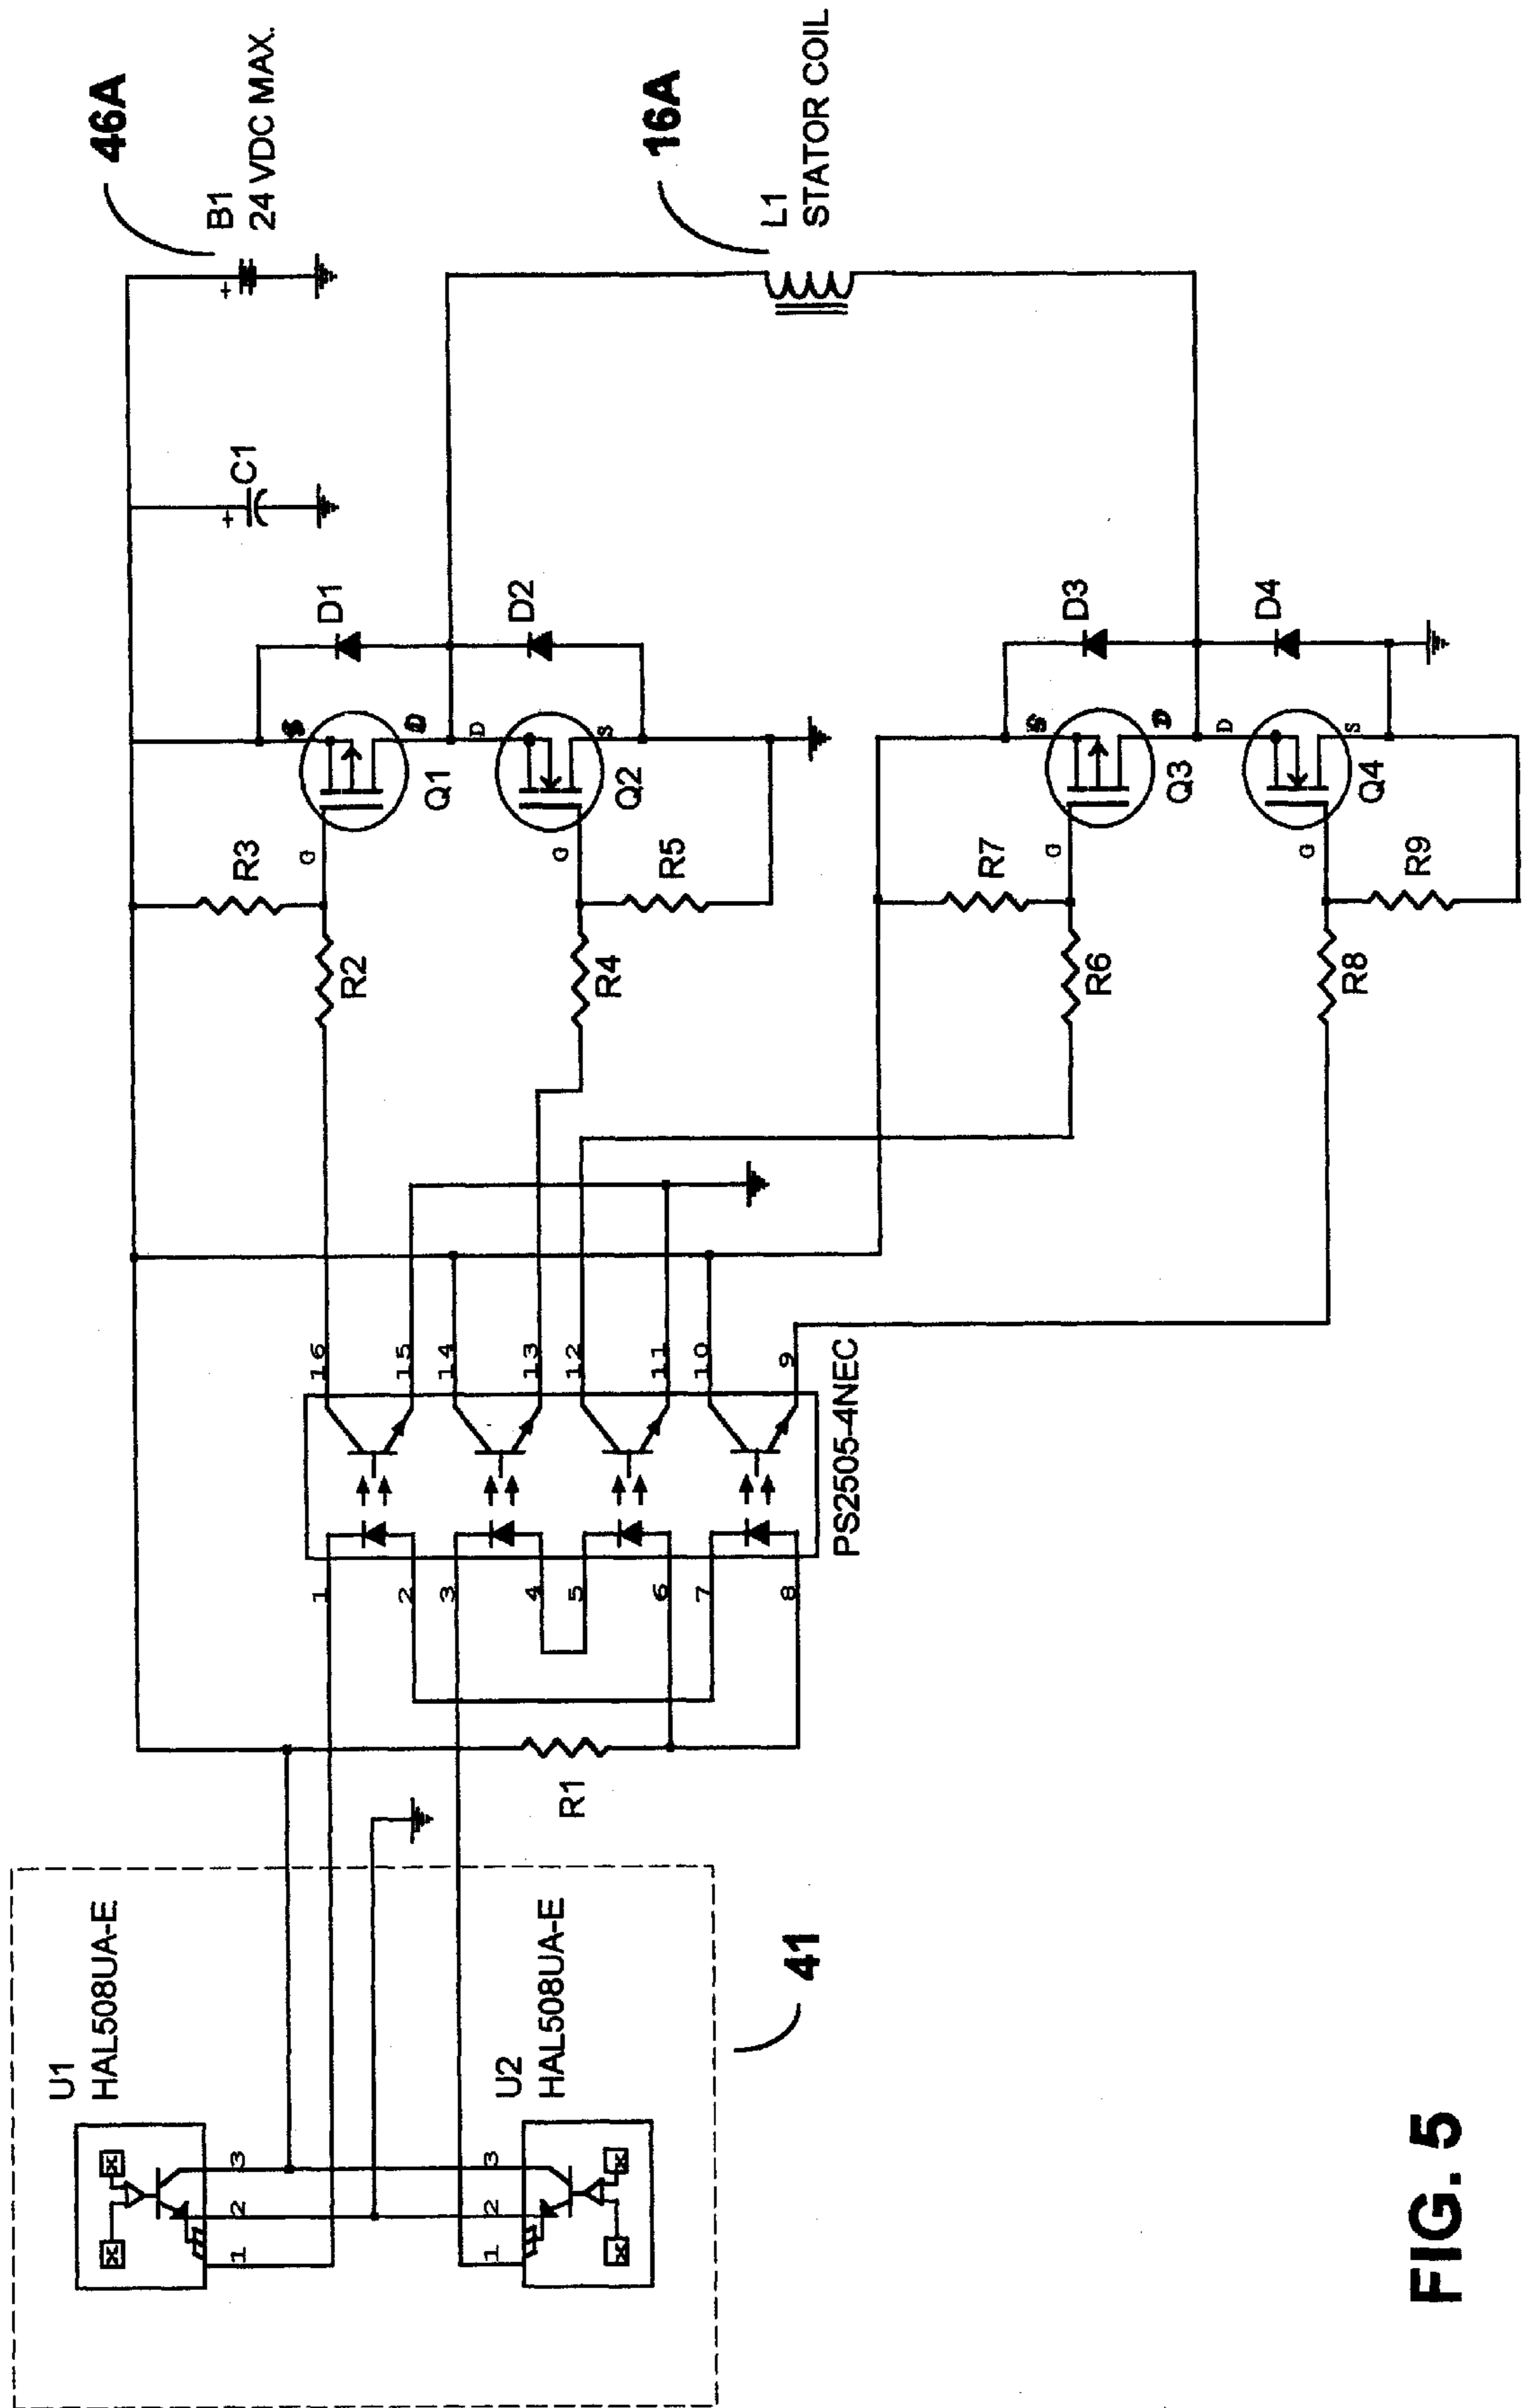 46A
B1
24 VDC MAX.
+
C1
+
16A
L1
STATOR COIL
D1
D2
D3
D4
S
D
G
Q1
D
S
G
Q2
S
D
G
Q3
D
S
G
Q4
R3
R2
R5
R4
R7
R6
R9
R8
16
15
14
13
12
11
10
9
PS2505-4NEC
1
2
3
4
5
6
7
8
R1
U1
HAL508UA-E
3
2
1
X
X
U2
HAL508UA-E
3
2
1
X
X
41
FIG. 5